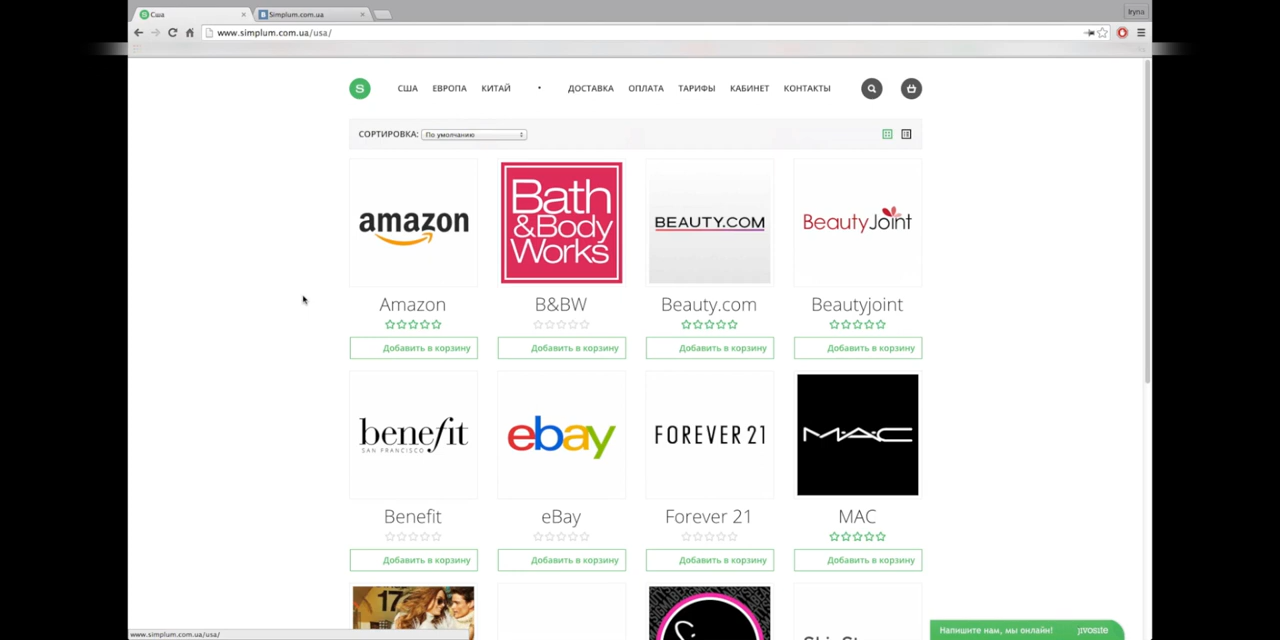 Сша
Simplum.com.ua
Iryna
www.simplum.com.ua/usa/
S
США ЕВРОПА КИТАЙ • ДОСТАВКА ОПЛАТА ТАРИФЫ КАБИНЕТ КОНТАКТЫ
СОРТИРОВКА: По умолчанию
amazon
Bath
& Body
Works
BEAUTY.COM
BeautyJoint
Amazon B&BW Beauty.com Beautyjoint
Добавить в корзину Добавить в корзину Добавить в корзину Добавить в корзину
benefit
SAN FRANCISCO
ebay
FOREVER 21
MAC
Benefit eBay Forever 21 MAC
Добавить в корзину Добавить в корзину Добавить в корзину Добавить в корзину
17
Напишите нам, мы онлайн! jivosite
www.simplum.com.ua/usa/